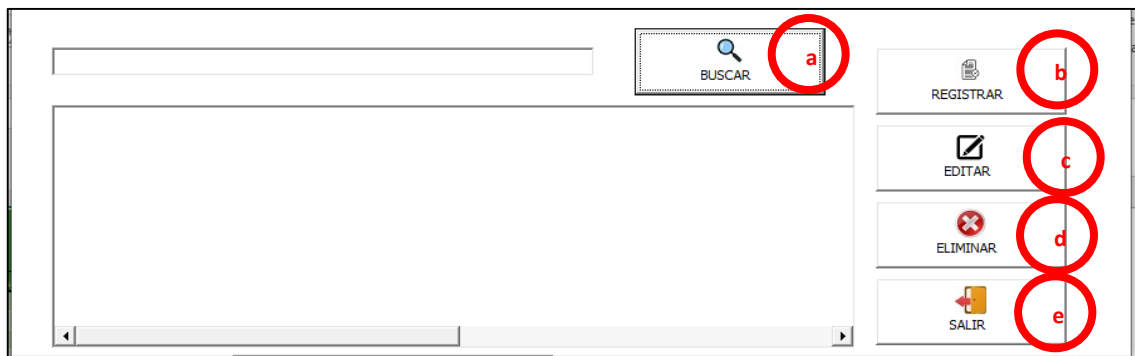 BUSCAR
a
REGISTRAR
b
EDITAR
c
ELIMINAR
d
SALIR
e